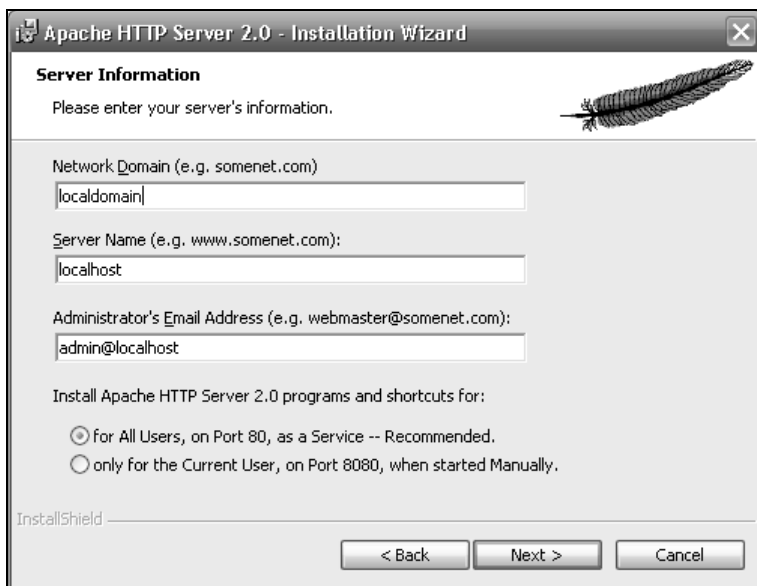 Apache HTTP Server 2.0 - Installation Wizard
Server Information
Please enter your server's information.
Network Domain (e.g. somenet.com)
localdomain
Server Name (e.g. www.somenet.com):
localhost
Administrator's Email Address (e.g. webmaster@somenet.com):
admin@localhost
Install Apache HTTP Server 2.0 programs and shortcuts for:
for All Users, on Port 80, as a Service -- Recommended.
only for the Current User, on Port 8080, when started Manually.
InstallShield
< Back Next > Cancel